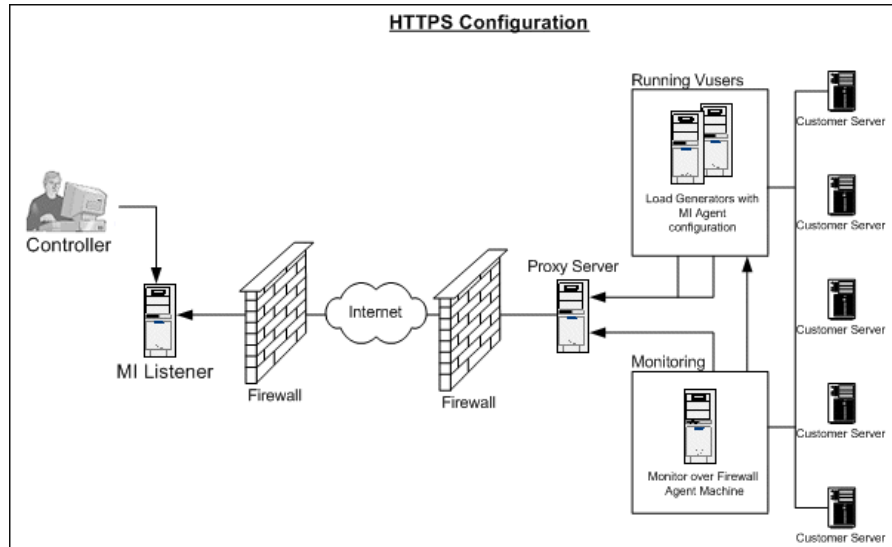 HTTPS Configuration
Running Vusers
Customer Server
Load Generators with
MI Agent
configuration
Customer Server
Controller
Proxy Server
Internet
Customer Server
MI Listener
Firewall
Firewall
Monitoring
Customer Server
Monitor over Firewall
Agent Machine
Customer Server